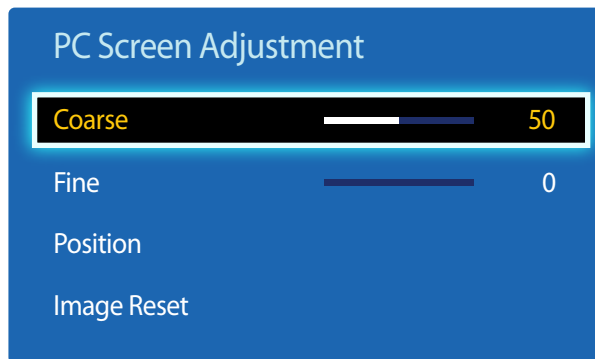 PC Screen Adjustment
Coarse 50
Fine 0
Position
Image Reset